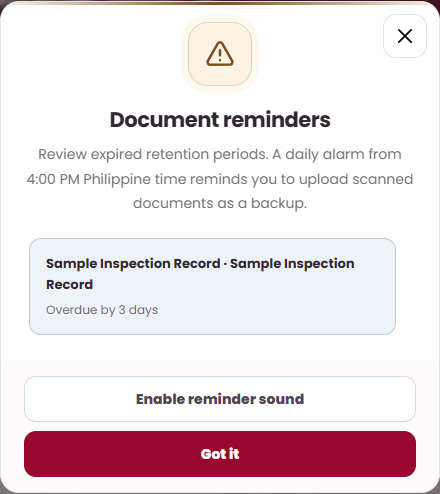 Document reminders
Review expired retention periods. A daily alarm from
4:00 PM Philippine time reminds you to upload scanned
documents as a backup.
Sample Inspection Record · Sample Inspection
Record
Overdue by 3 days
Enable reminder sound
Got it